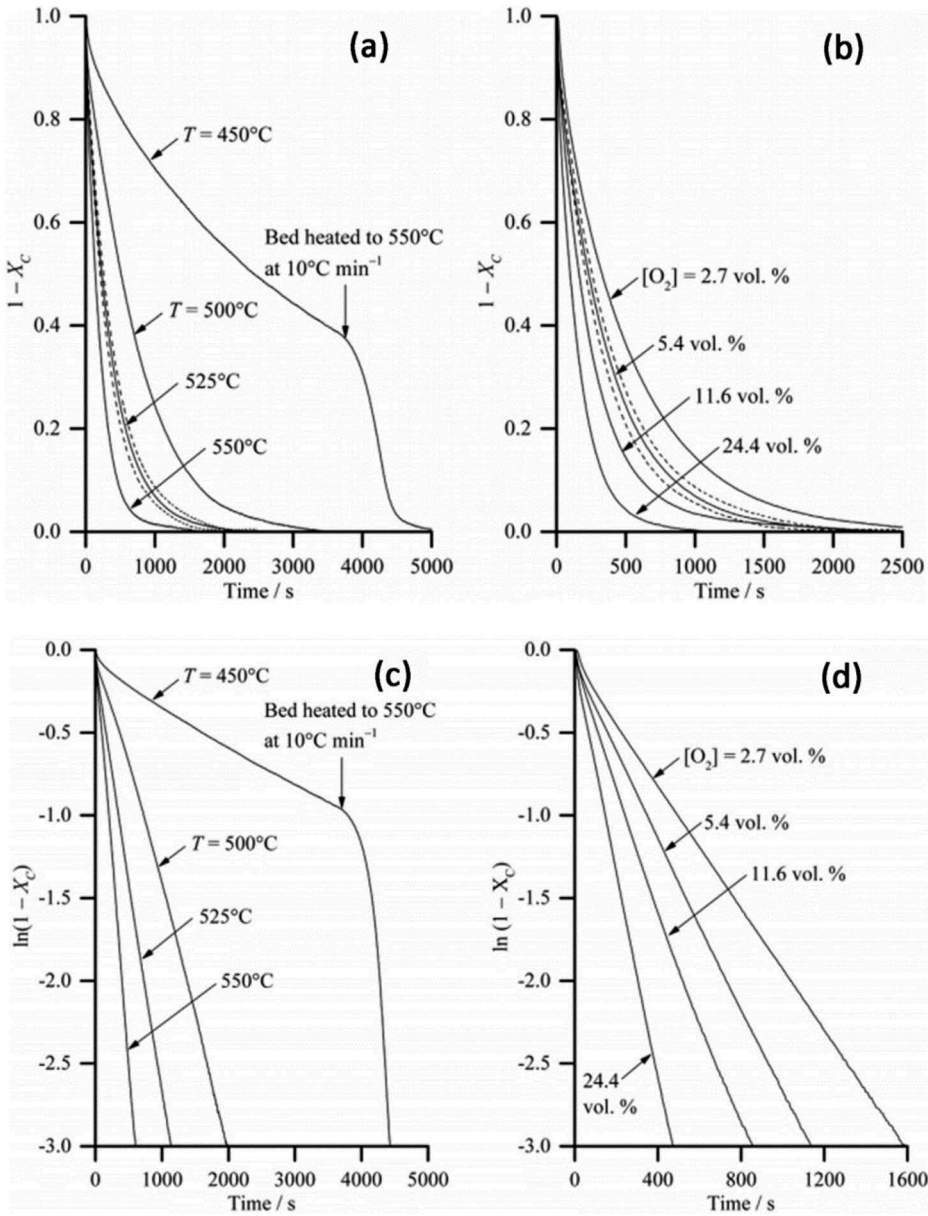 (a)
1.0
0.8
0.6
0.4
0.2
0.0
1 − X_C
T = 450°C
Bed heated to 550°C
at 10°C min⁻¹
T = 500°C
525°C
550°C
0 1000 2000 3000 4000 5000
Time / s
(b)
1.0
0.8
0.6
0.4
0.2
0.0
1 − X_C
[O₂] = 2.7 vol. %
5.4 vol. %
11.6 vol. %
24.4 vol. %
0 500 1000 1500 2000 2500
Time / s
(c)
0.0
-0.5
-1.0
-1.5
-2.0
-2.5
-3.0
ln(1 − X_C)
T = 450°C
Bed heated to 550°C
at 10°C min⁻¹
T = 500°C
525°C
550°C
0 1000 2000 3000 4000 5000
Time / s
(d)
0.0
-0.5
-1.0
-1.5
-2.0
-2.5
-3.0
ln (1 − X_C)
[O₂] = 2.7 vol. %
5.4 vol. %
11.6 vol. %
24.4
vol. %
0 400 800 1200 1600
Time / s